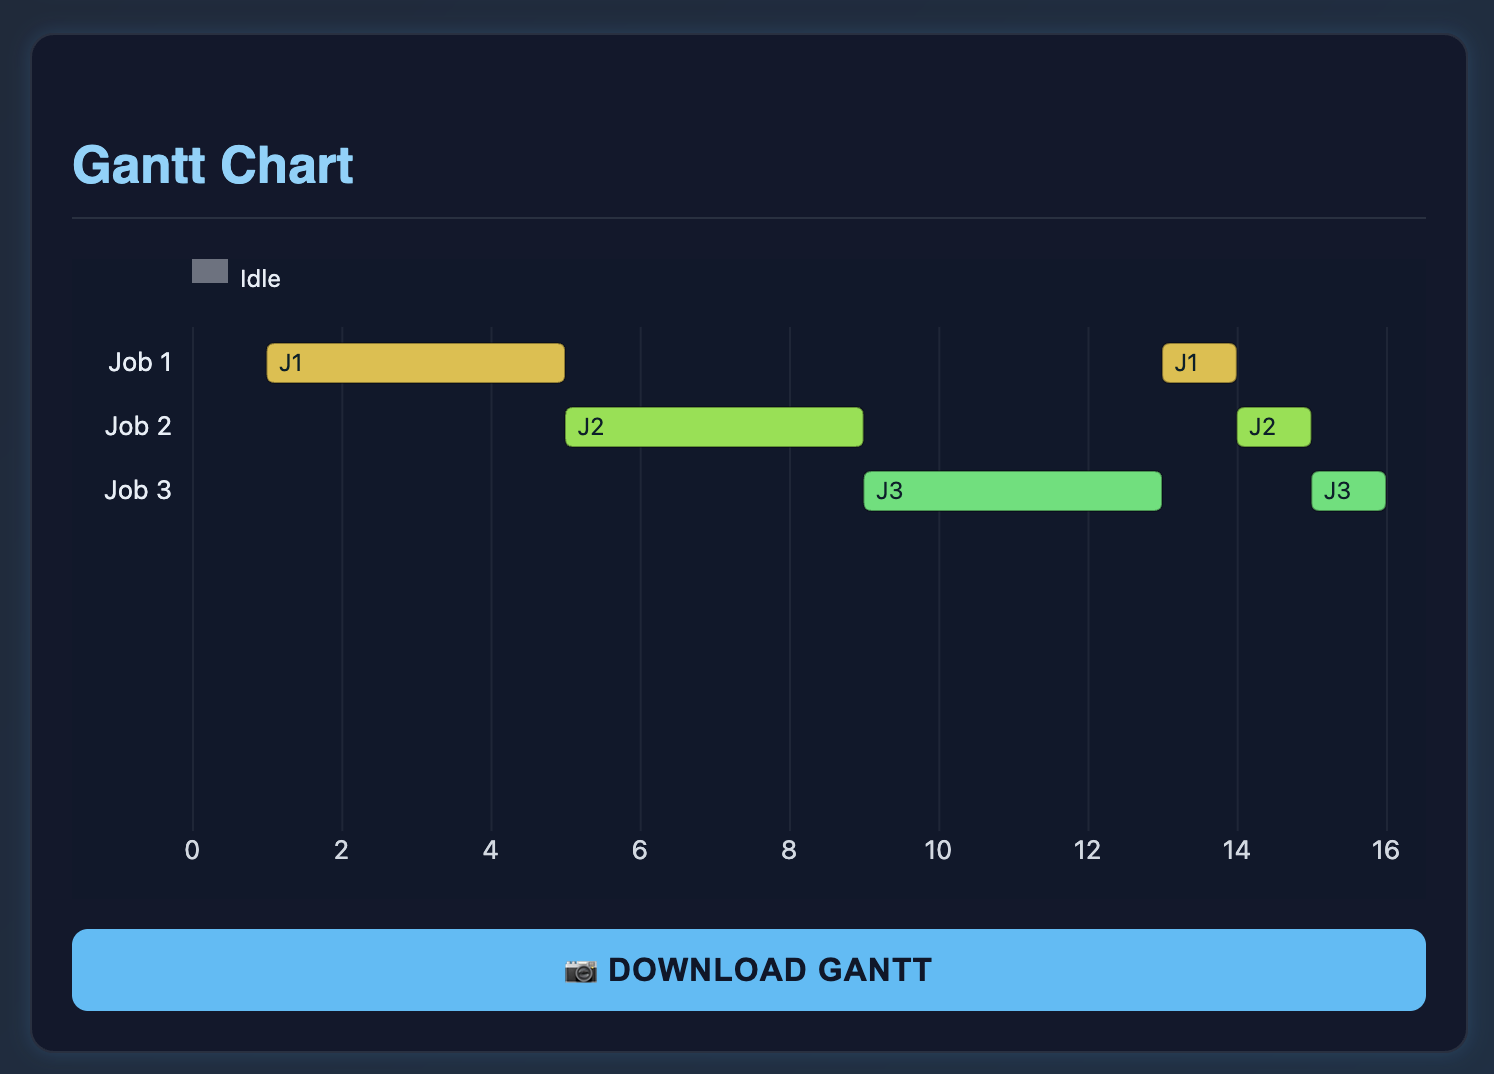 Gantt Chart
Idle
Job 1 J1 J1
Job 2 J2 J2
Job 3 J3 J3
0 2 4 6 8 10 12 14 16
📷 DOWNLOAD GANTT